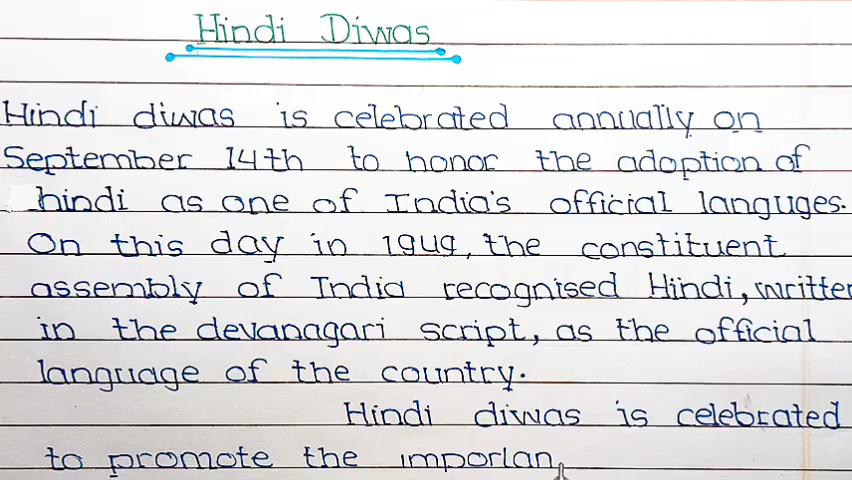 Hindi Diwas
Hindi diwas is celebrated annually on
September 14th to honor the adoption of
hindi as one of India's official languges.
On this day in 1949, the constituent
assembly of India recognised Hindi, writter
in the devanagari script, as the official
language of the country.
Hindi diwas is celebrated
to promote the imporlan